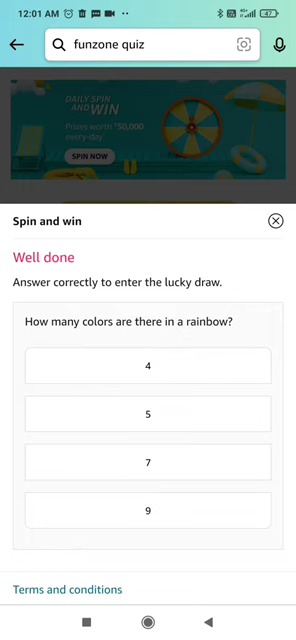 12:01 AM
47
funzone quiz
DAILY SPIN
AND WIN
Prizes worth ₹50,000
every-day
SPIN NOW
Spin and win
Well done
Answer correctly to enter the lucky draw.
How many colors are there in a rainbow?
4
5
7
9
Terms and conditions